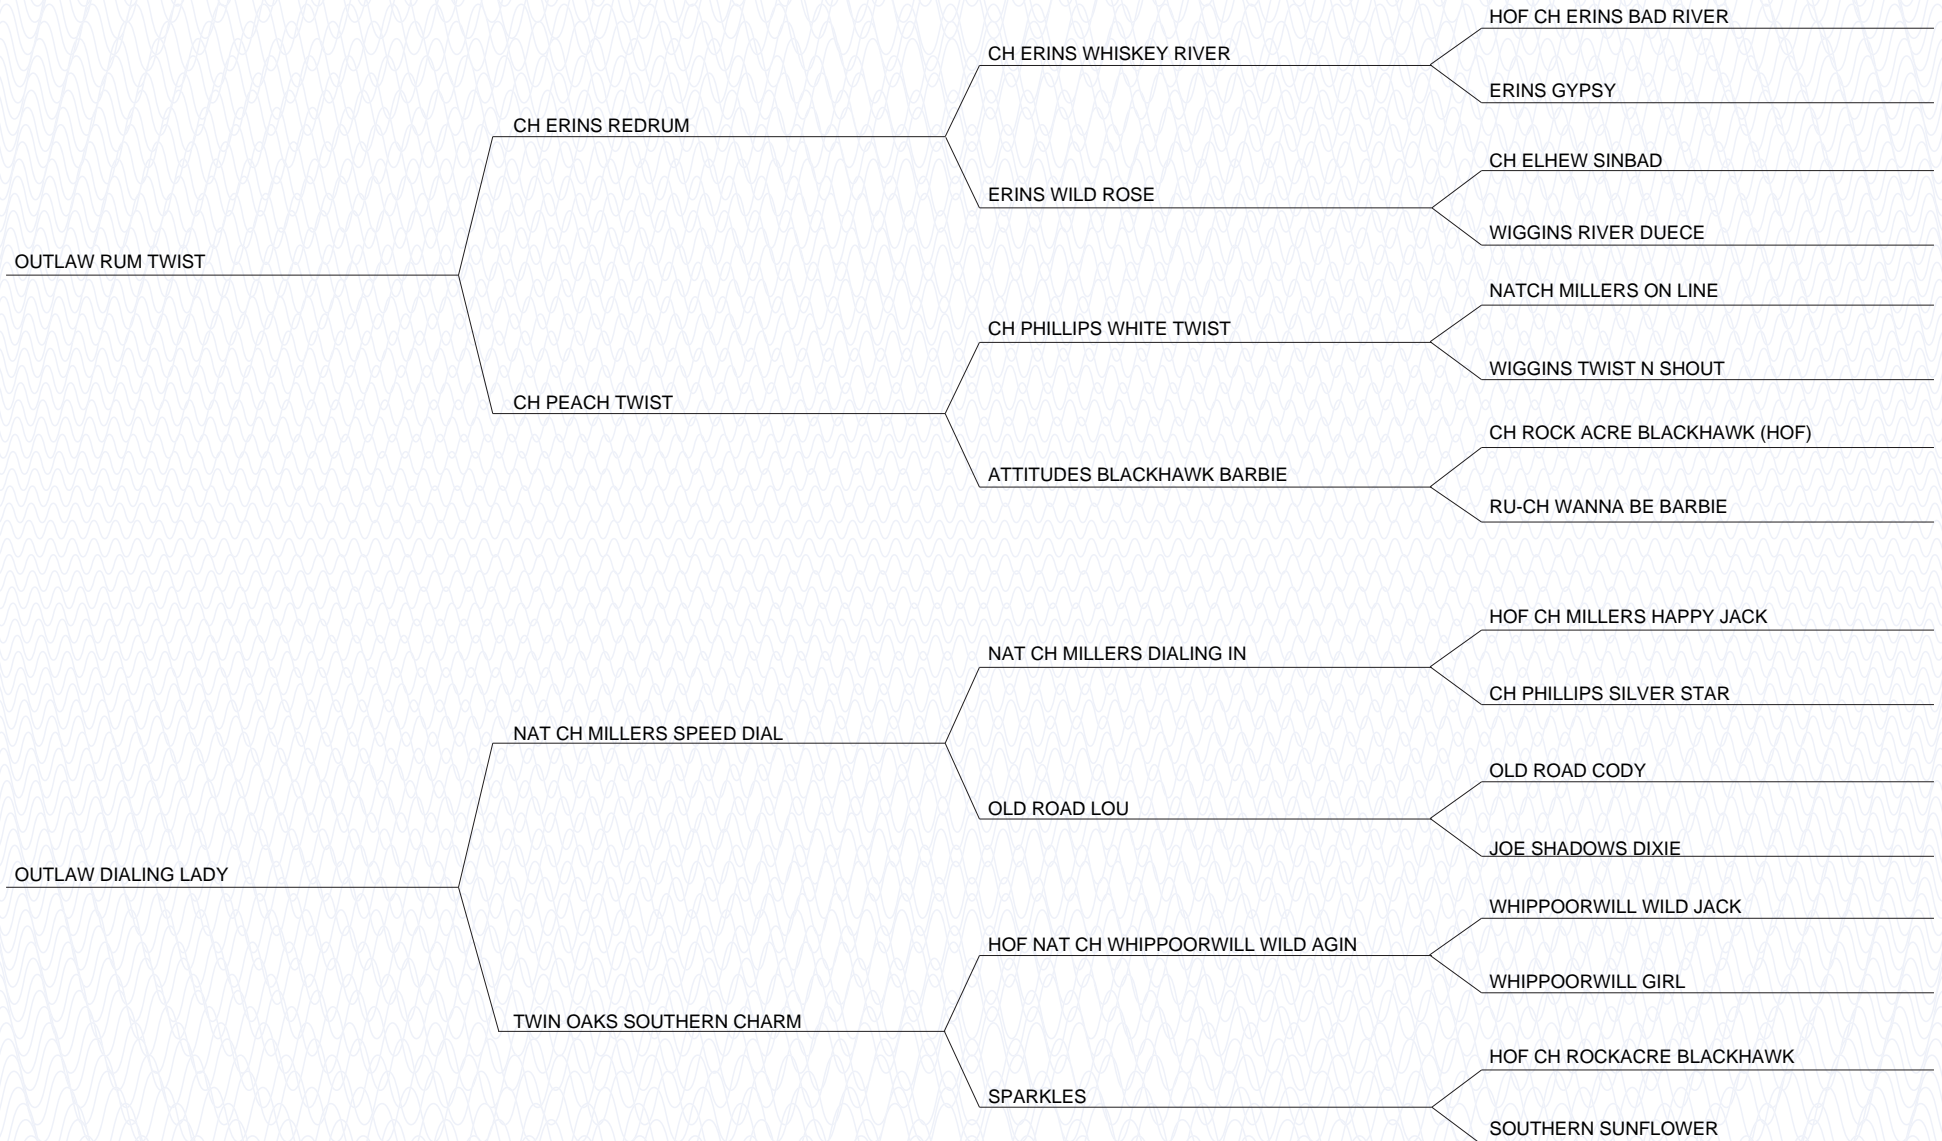 HOF CH ERINS BAD RIVER
CH ERINS WHISKEY RIVER
ERINS GYPSY
CH ERINS REDRUM
CH ELHEW SINBAD
ERINS WILD ROSE
WIGGINS RIVER DUECE
OUTLAW RUM TWIST
NATCH MILLERS ON LINE
CH PHILLIPS WHITE TWIST
WIGGINS TWIST N SHOUT
CH PEACH TWIST
CH ROCK ACRE BLACKHAWK (HOF)
ATTITUDES BLACKHAWK BARBIE
RU-CH WANNA BE BARBIE
HOF CH MILLERS HAPPY JACK
NAT CH MILLERS DIALING IN
CH PHILLIPS SILVER STAR
NAT CH MILLERS SPEED DIAL
OLD ROAD CODY
OLD ROAD LOU
JOE SHADOWS DIXIE
OUTLAW DIALING LADY
WHIPPOORWILL WILD JACK
HOF NAT CH WHIPPOORWILL WILD AGIN
WHIPPOORWILL GIRL
TWIN OAKS SOUTHERN CHARM
HOF CH ROCKACRE BLACKHAWK
SPARKLES
SOUTHERN SUNFLOWER